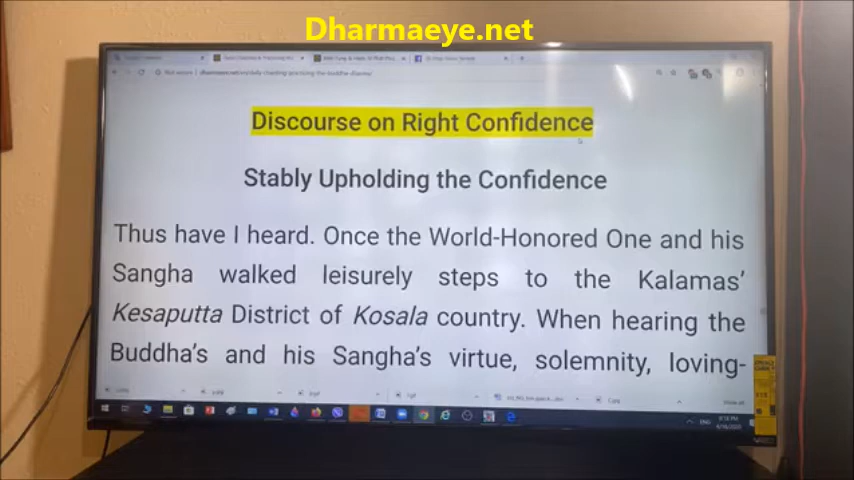 Dharmaeye.net
Discourse on Right Confidence
Stably Upholding the Confidence
Thus have I heard. Once the World-Honored One and his
Sangha walked leisurely steps to the Kalamas'
Kesaputta District of Kosala country. When hearing the
Buddha's and his Sangha's virtue, solemnity, loving-